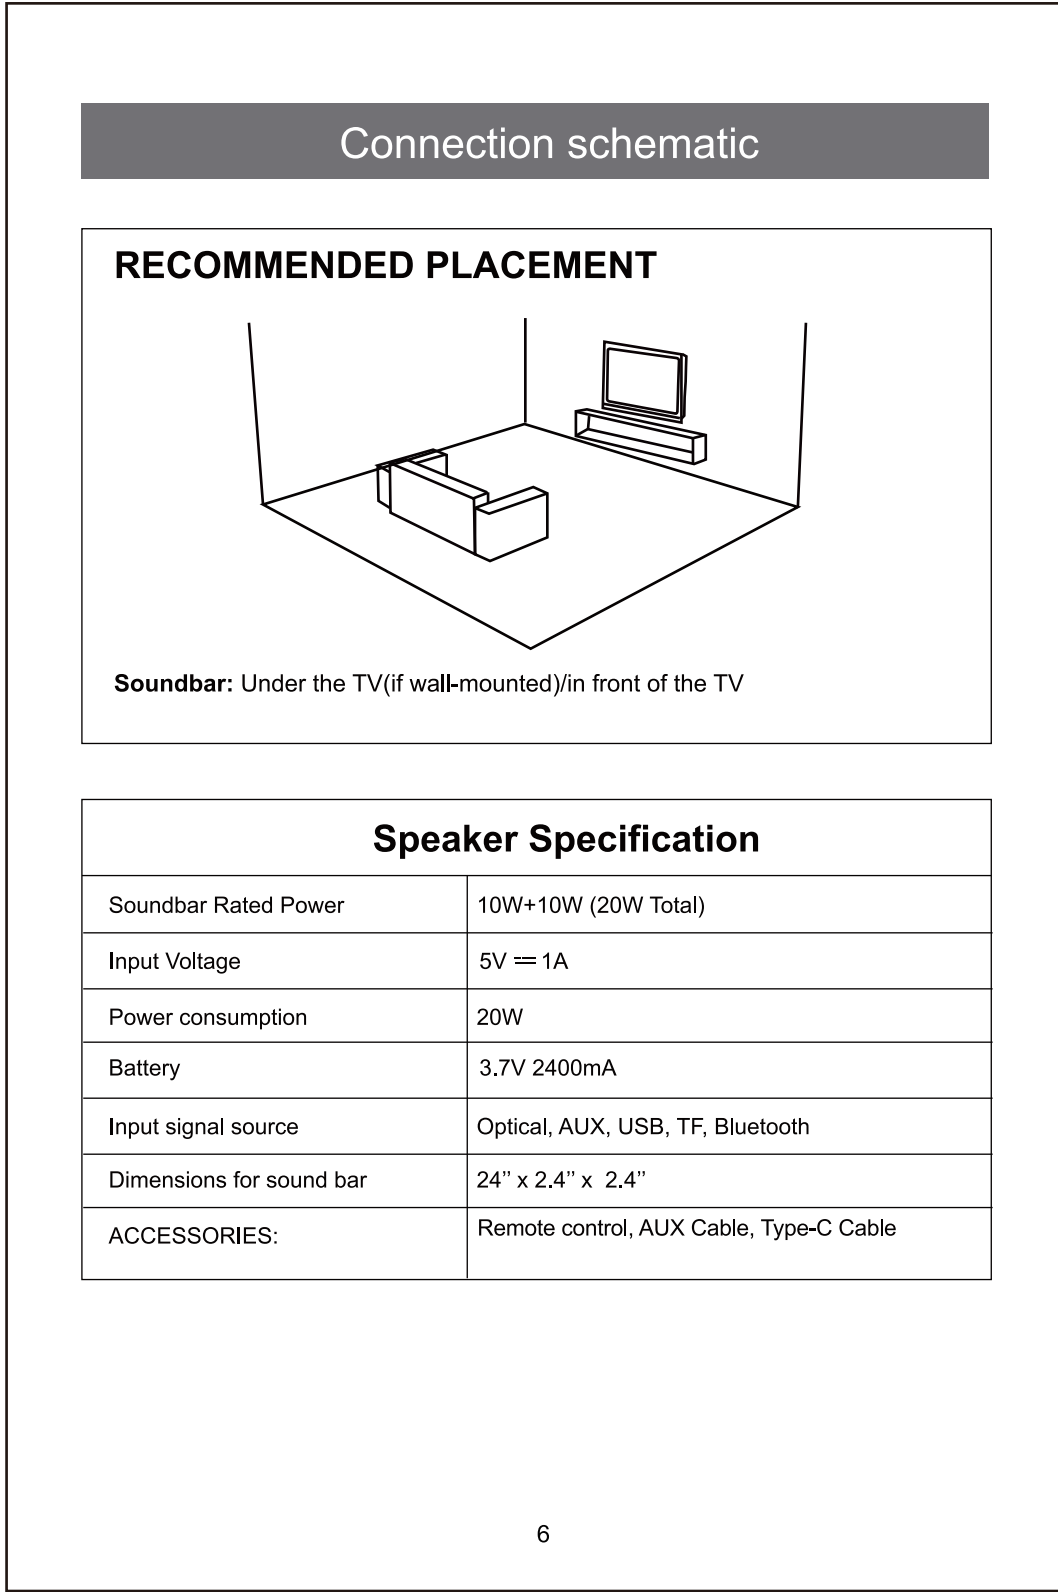 Connection schematic
RECOMMENDED PLACEMENT
Soundbar: Under the TV(if wall-mounted)/in front of the TV
Speaker Specification
Soundbar Rated Power 10W+10W (20W Total)
Input Voltage 5V ⎓ 1A
Power consumption 20W
Battery 3.7V 2400mA
Input signal source Optical, AUX, USB, TF, Bluetooth
Dimensions for sound bar 24’’ x 2.4’’ x 2.4’’
ACCESSORIES: Remote control, AUX Cable, Type-C Cable
6